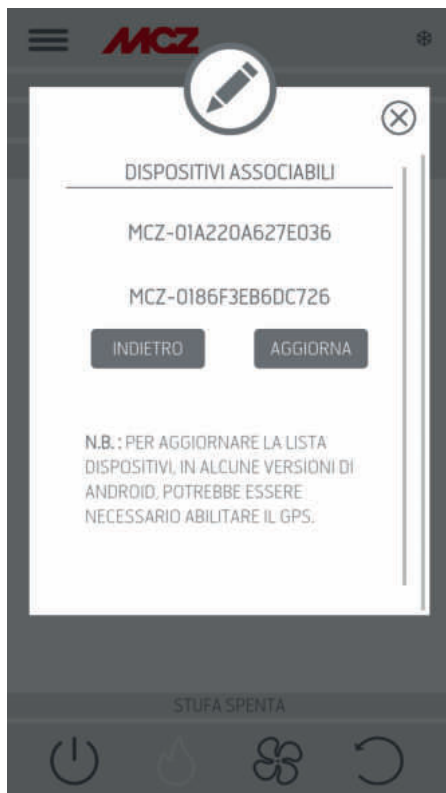 MCZ
DISPOSITIVI ASSOCIABILI
MCZ-01A220A627E036
MCZ-0186F3EB6DC726
INDIETRO
AGGIORNA
N.B. : PER AGGIORNARE LA LISTA
DISPOSITIVI, IN ALCUNE VERSIONI DI
ANDROID, POTREBBE ESSERE
NECESSARIO ABILITARE IL GPS.
STUFA SPENTA